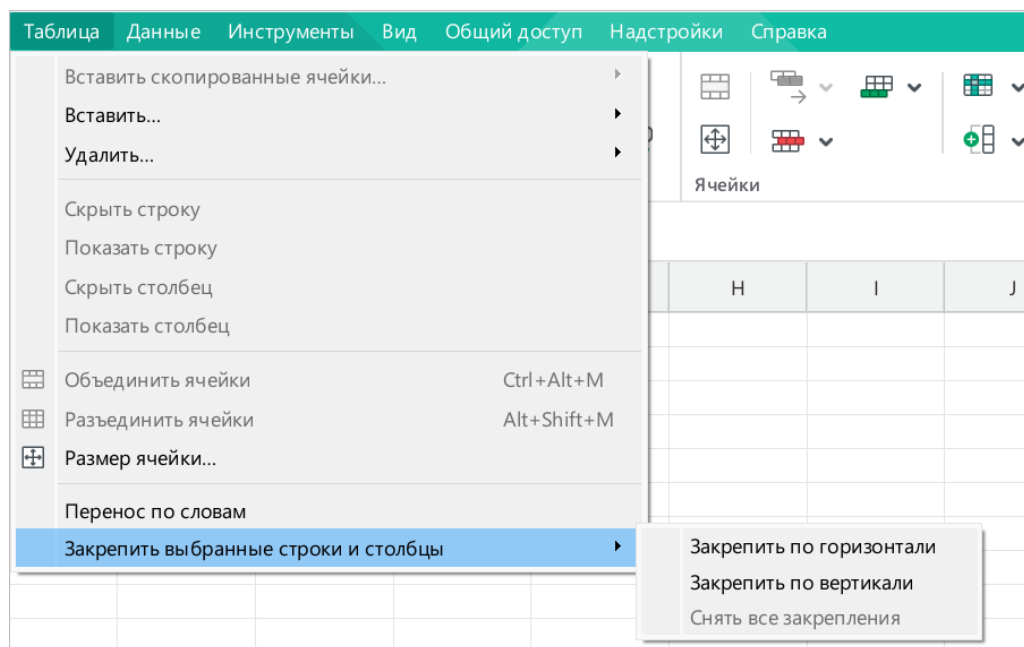 Таблица Данные Инструменты Вид Общий доступ Надстройки Справка
Вставить скопированные ячейки...
Вставить...
Удалить...
Ячейки
Скрыть строку
Показать строку
Скрыть столбец
Показать столбец
H I J
Объединить ячейки Ctrl+Alt+M
Разъединить ячейки Alt+Shift+M
Размер ячейки...
Перенос по словам
Закрепить выбранные строки и столбцы
Закрепить по горизонтали
Закрепить по вертикали
Снять все закрепления